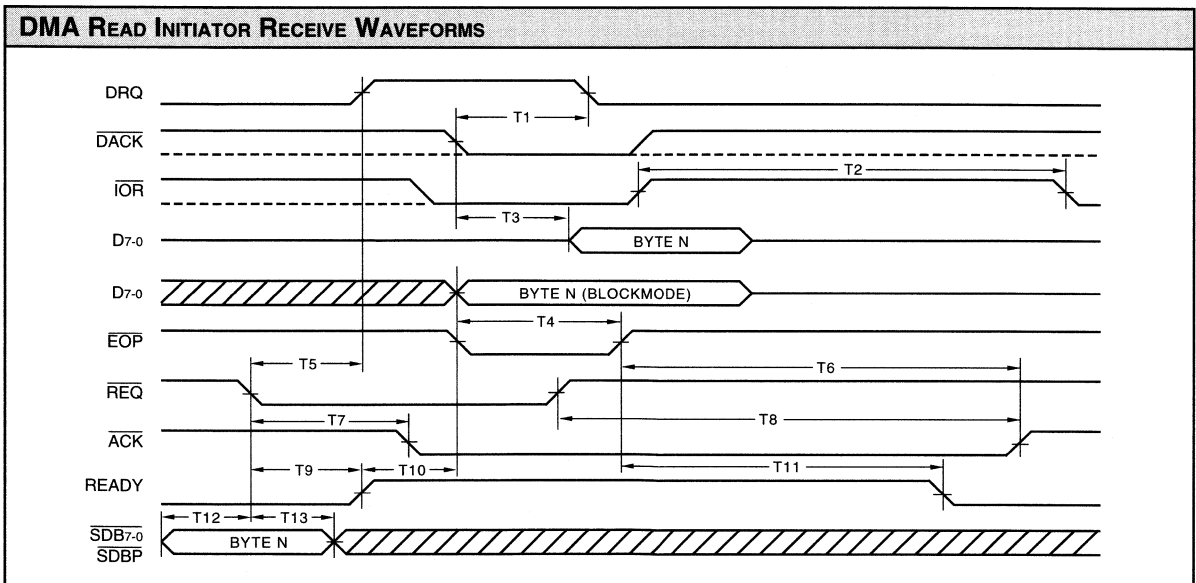 DMA READ INITIATOR RECEIVE WAVEFORMS
DRQ
T1
DACK
T2
IOR
T3
D7-0 BYTE N
D7-0 BYTE N (BLOCKMODE)
T4
EOP
T5 T6
REQ
T7 T8
ACK
T9 T10 T11
READY
T12 T13
SDB7-0 BYTE N
SDBP